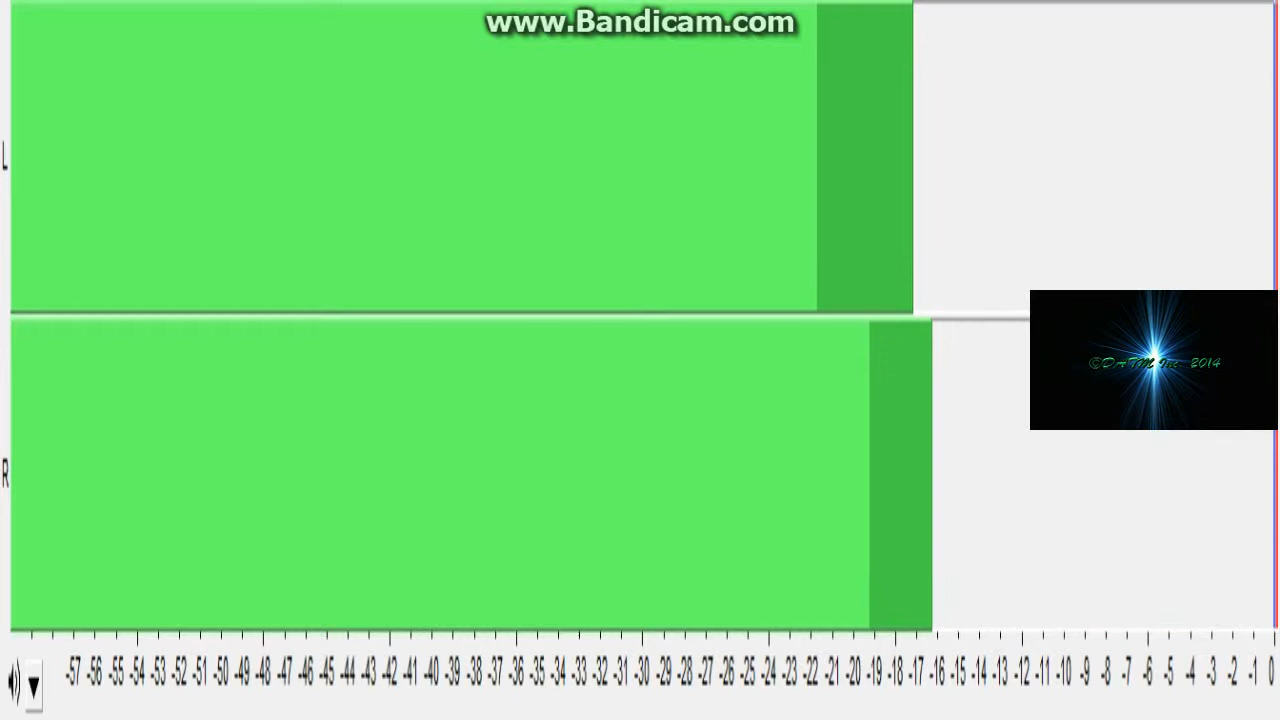 www.Bandicam.com
L
©DATM Inc. 2014
R
-57 -56 -55 -54 -53 -52 -51 -50 -49 -48 -47 -46 -45 -44 -43 -42 -41 -40 -39 -38 -37 -36 -35 -34 -33 -32 -31 -30 -29 -28 -27 -26 -25 -24 -23 -22 -21 -20 -19 -18 -17 -16 -15 -14 -13 -12 -11 -10 -9 -8 -7 -6 -5 -4 -3 -2 -1 0